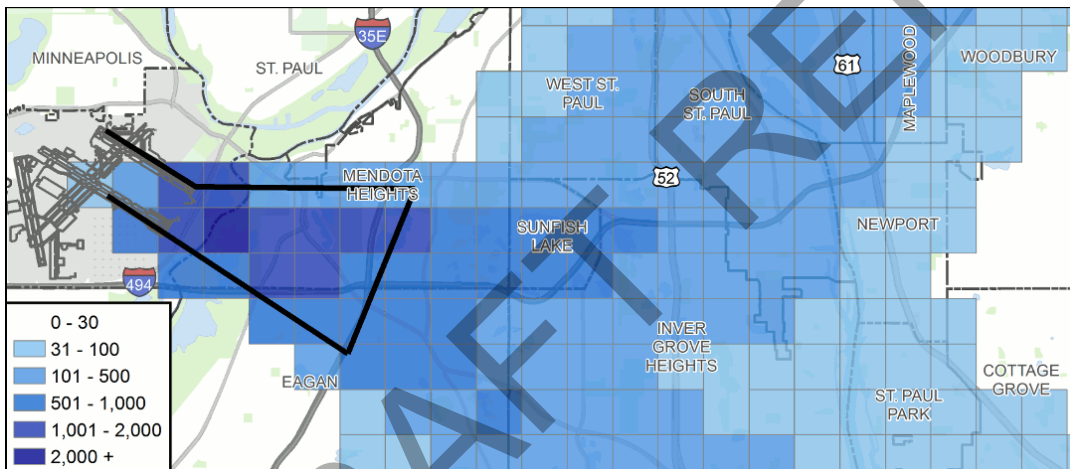 35E
MINNEAPOLIS
ST. PAUL
WEST ST.
PAUL
SOUTH
ST. PAUL
61
MAPLEWOOD
WOODBURY
MENDOTA
HEIGHTS
52
SUNFISH
LAKE
NEWPORT
494
INVER
GROVE
HEIGHTS
EAGAN
ST. PAUL
PARK
COTTAGE
GROVE
0 - 30
31 - 100
101 - 500
501 - 1,000
1,001 - 2,000
2,000 +